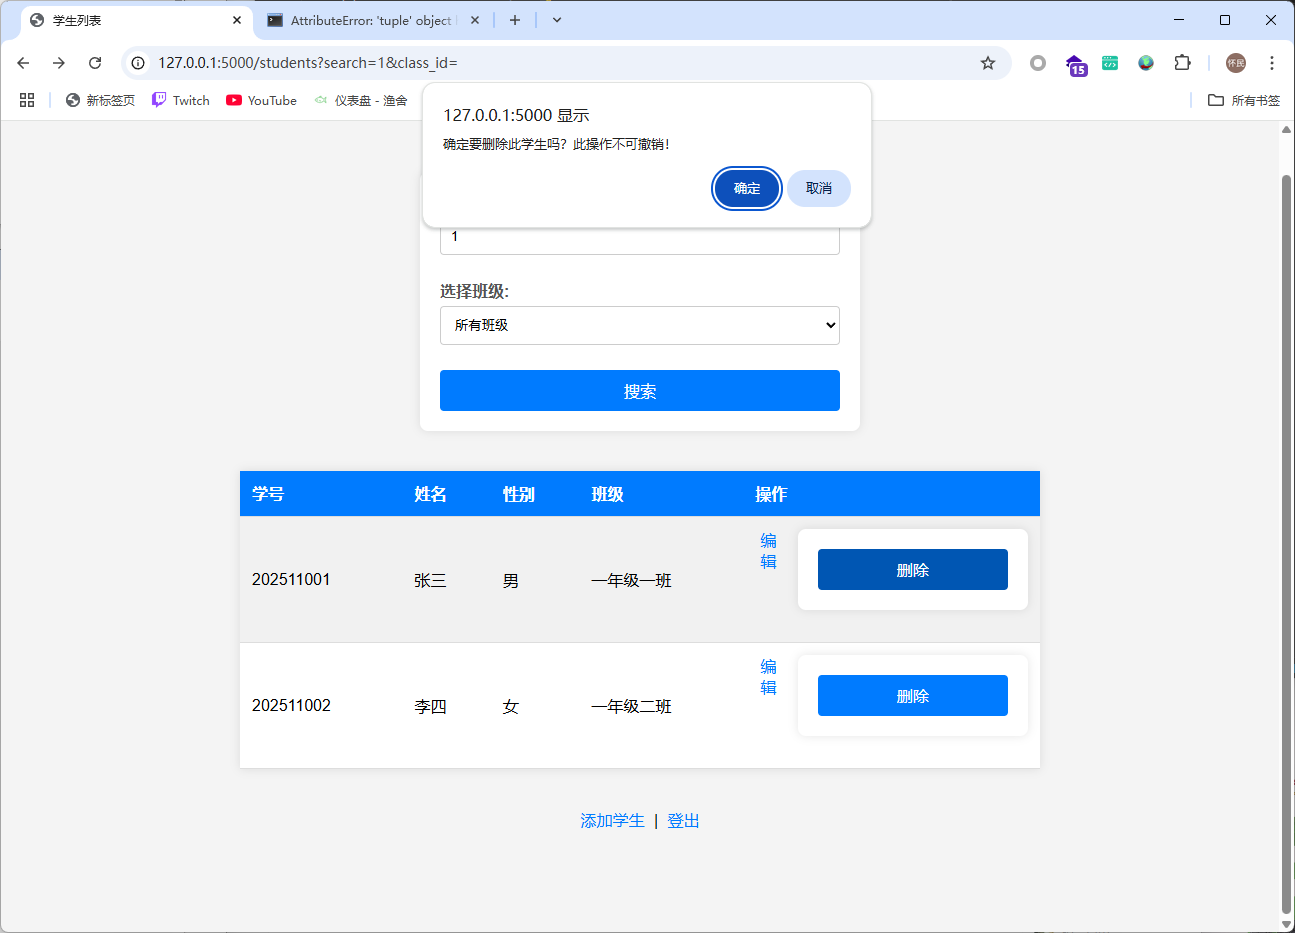 学生列表
AttributeError: 'tuple' object
127.0.0.1:5000/students?search=1&class_id=
15
怀民
新标签页
Twitch
YouTube
仪表盘 - 渔舍
所有书签
127.0.0.1:5000 显示
确定要删除此学生吗？此操作不可撤销！
确定
取消
1
选择班级:
所有班级
搜索
学号 姓名 性别 班级 操作
2025110​01 张三 男 一年级一班 编辑 删除
202511002 李四 女 一年级二班 编辑 删除
添加学生 | 登出